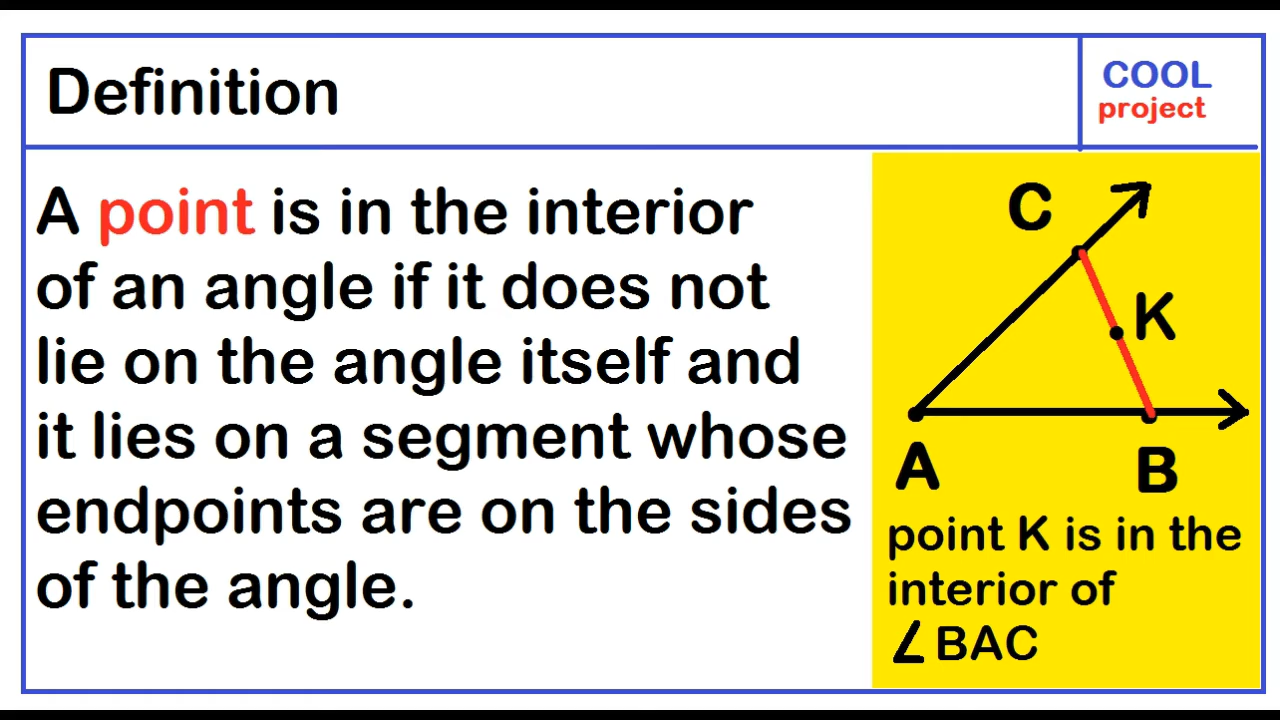 Definition
COOL
project
A point is in the interior
of an angle if it does not
lie on the angle itself and
it lies on a segment whose
endpoints are on the sides
of the angle.
C
K
A
B
point K is in the
interior of
∠BAC